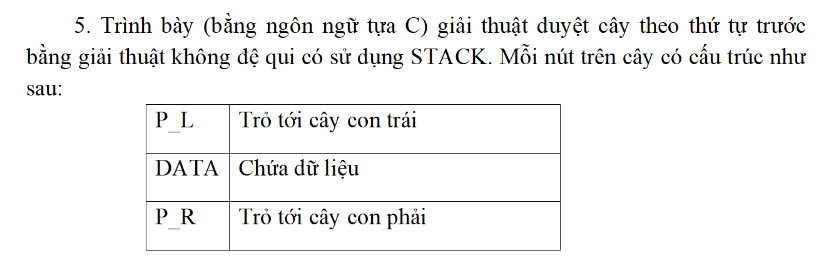 5. Trình bày (bằng ngôn ngữ tựa C) giải thuật duyệt cây theo thứ tự trước
bằng giải thuật không đệ qui có sử dụng STACK. Mỗi nút trên cây có cấu trúc như
sau:
P_L Trỏ tới cây con trái
DATA Chứa dữ liệu
P_R Trỏ tới cây con phải